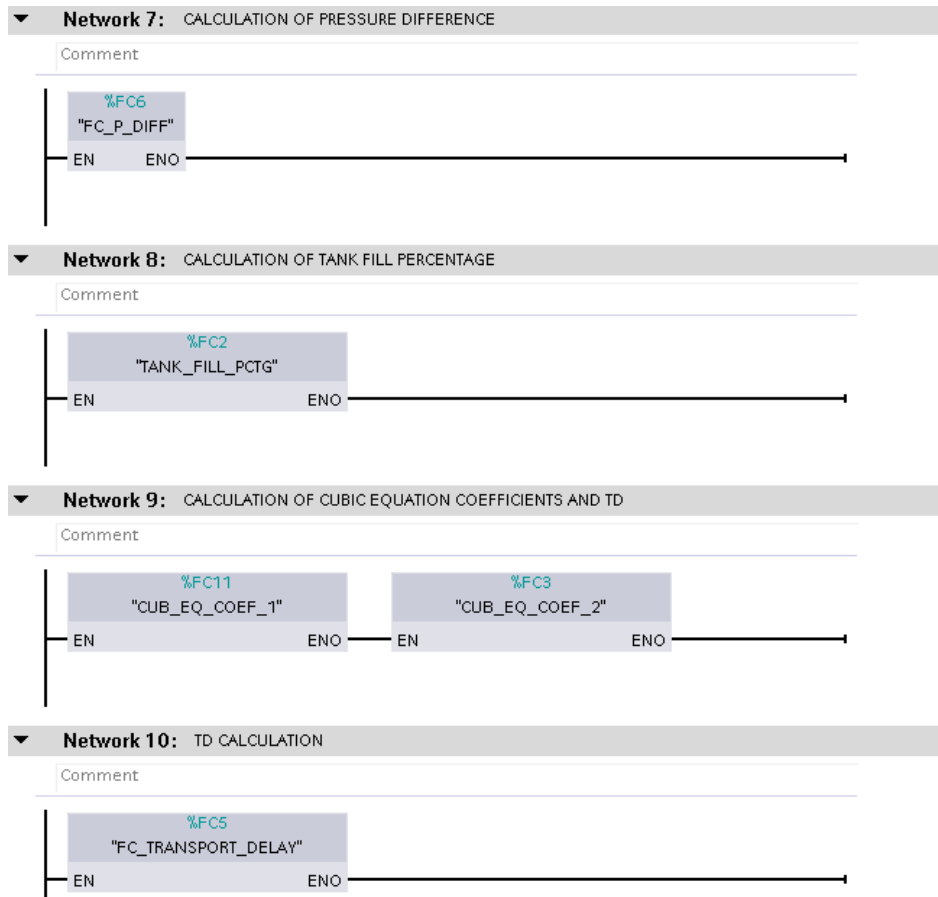 Network 7: CALCULATION OF PRESSURE DIFFERENCE
Comment
%FC6
"FC_P_DIFF"
EN ENO
Network 8: CALCULATION OF TANK FILL PERCENTAGE
Comment
%FC2
"TANK_FILL_PCTG"
EN ENO
Network 9: CALCULATION OF CUBIC EQUATION COEFFICIENTS AND TD
Comment
%FC11 %FC3
"CUB_EQ_COEF_1" "CUB_EQ_COEF_2"
EN ENO EN ENO
Network 10: TD CALCULATION
Comment
%FC5
"FC_TRANSPORT_DELAY"
EN ENO